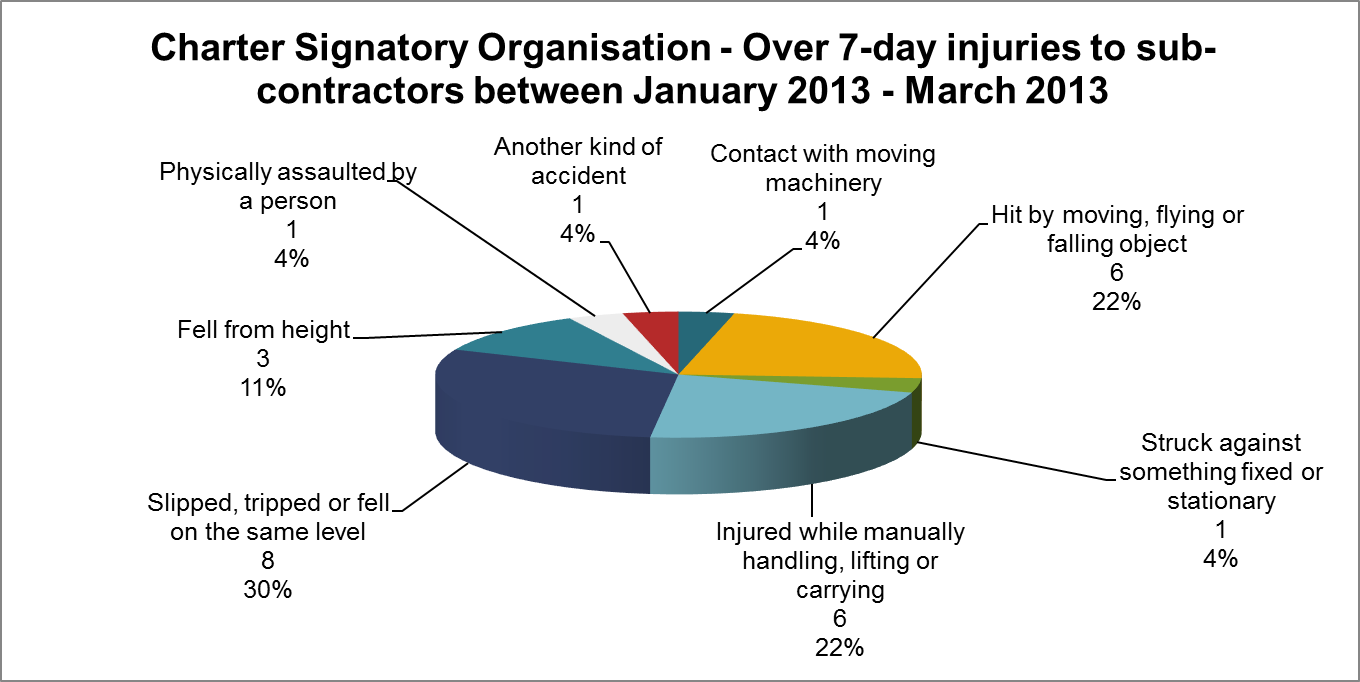 Charter Signatory Organisation - Over 7-day injuries to sub-
contractors between January 2013 - March 2013
Another kind of
accident
1
4%
Contact with moving
machinery
1
4%
Physically assaulted by
a person
1
4%
Hit by moving, flying or
falling object
6
22%
Fell from height
3
11%
Struck against
something fixed or
stationary
1
4%
Slipped, tripped or fell
on the same level
8
30%
Injured while manually
handling, lifting or
carrying
6
22%